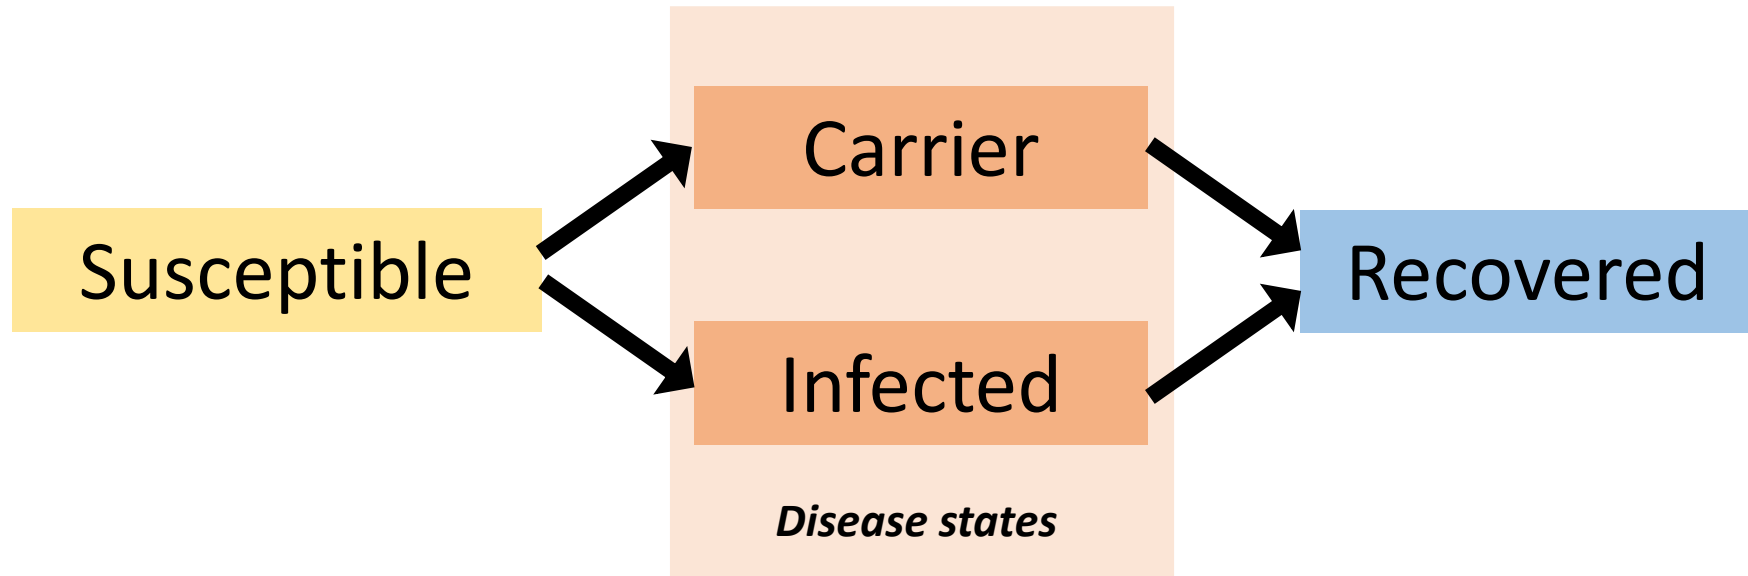 Susceptible
Carrier
Infected
Disease states
Recovered